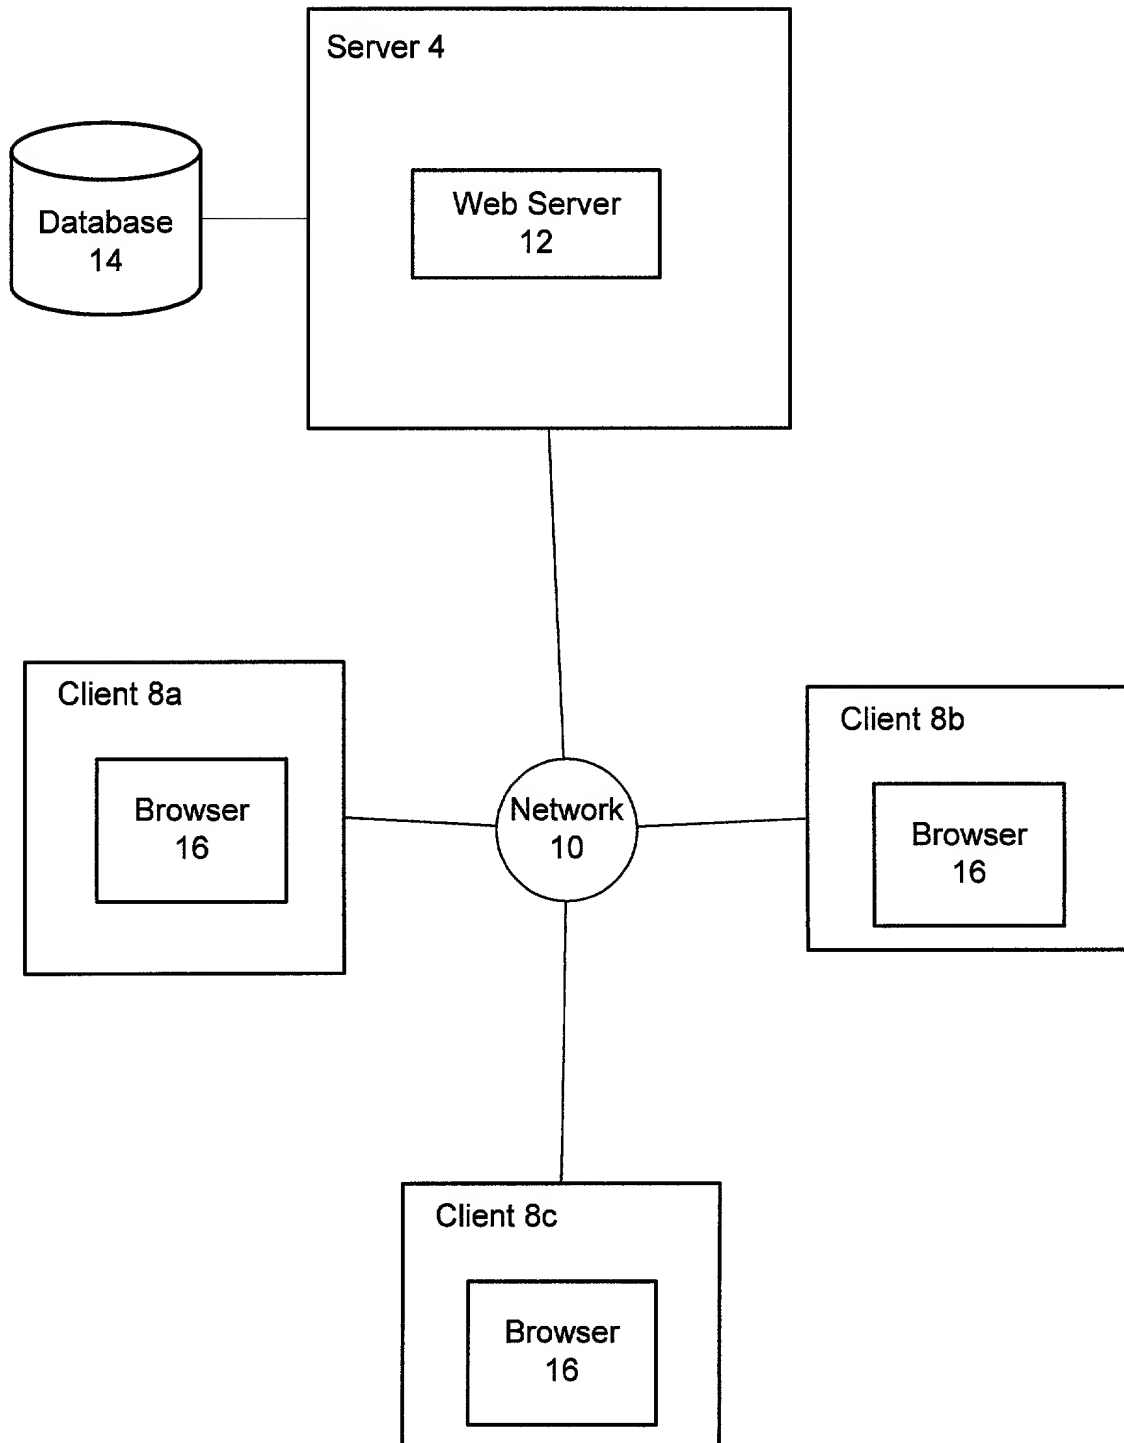 Server 4
Web Server
12
Database
14
Client 8a
Browser
16
Network
10
Client 8b
Browser
16
Client 8c
Browser
16